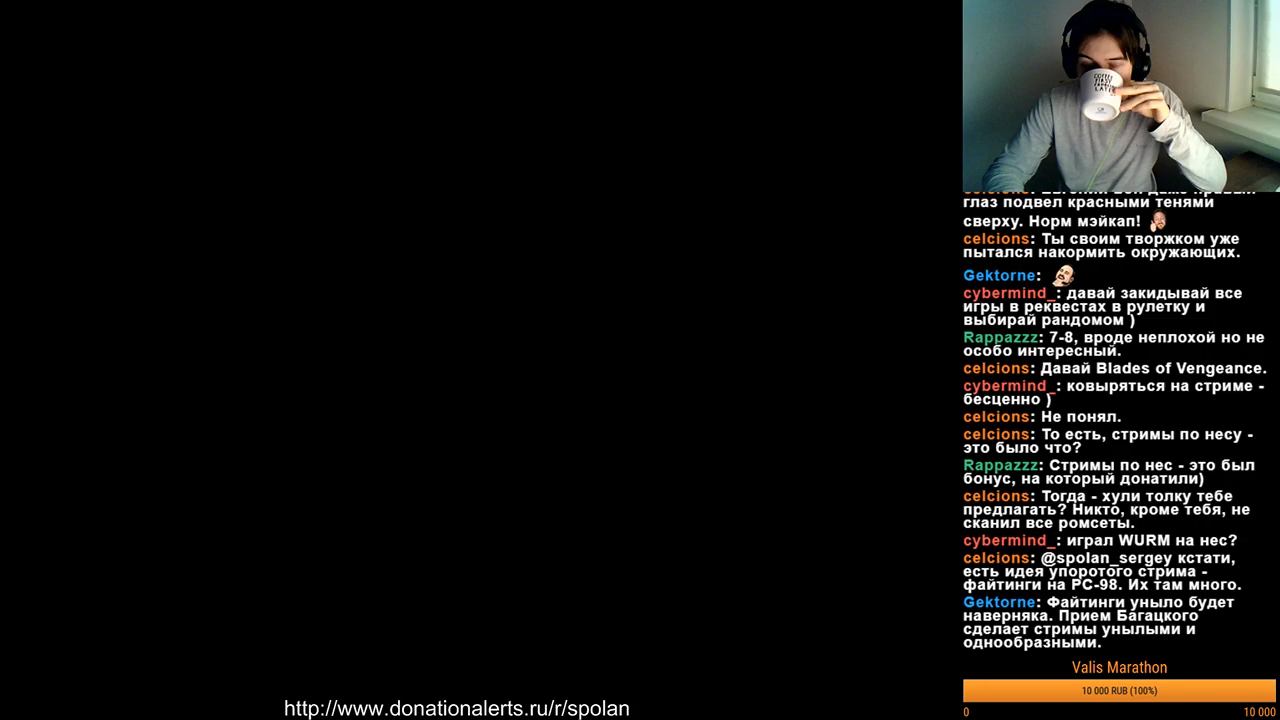 COFFEE
FIRST
LATER
глаз подвел красными тенями
сверху. Норм мэйкап!
celcions: Ты своим творжком уже
пытался накормить окружающих.
Gektorne:
cybermind_: давай закидывай все
игры в реквестах в рулетку и
выбирай рандомом )
Rappazzz: 7-8, вроде неплохой но не
особо интересный.
celcions: Давай Blades of Vengeance.
cybermind_: ковыряться на стриме -
бесценно )
celcions: Не понял.
celcions: То есть, стримы по несу -
это было что?
Rappazzz: Стримы по нес - это был
бонус, на который донатили)
celcions: Тогда - хули толку тебе
предлагать? Никто, кроме тебя, не
сканил все ромсеты.
cybermind_: играл WURM на нес?
celcions: @spolan_sergey кстати,
есть идея упоротого стрима -
файтинги на PC-98. Их там много.
Gektorne: Файтинги уныло будет
наверняка. Прием Багацкого
сделает стримы унылыми и
однообразными.
Valis Marathon
10 000 RUB (100%)
0 10 000
http://www.donationalerts.ru/r/spolan